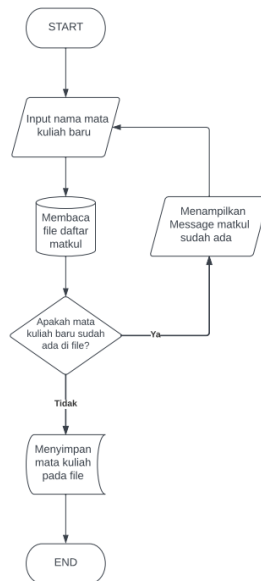 START
Input nama mata
kuliah baru
Membaca
file daftar
matkul
Menampilkan
Message matkul
sudah ada
Apakah mata
kuliah baru sudah
ada di file?
Ya
Tidak
Menyimpan
mata kuliah
pada file
END